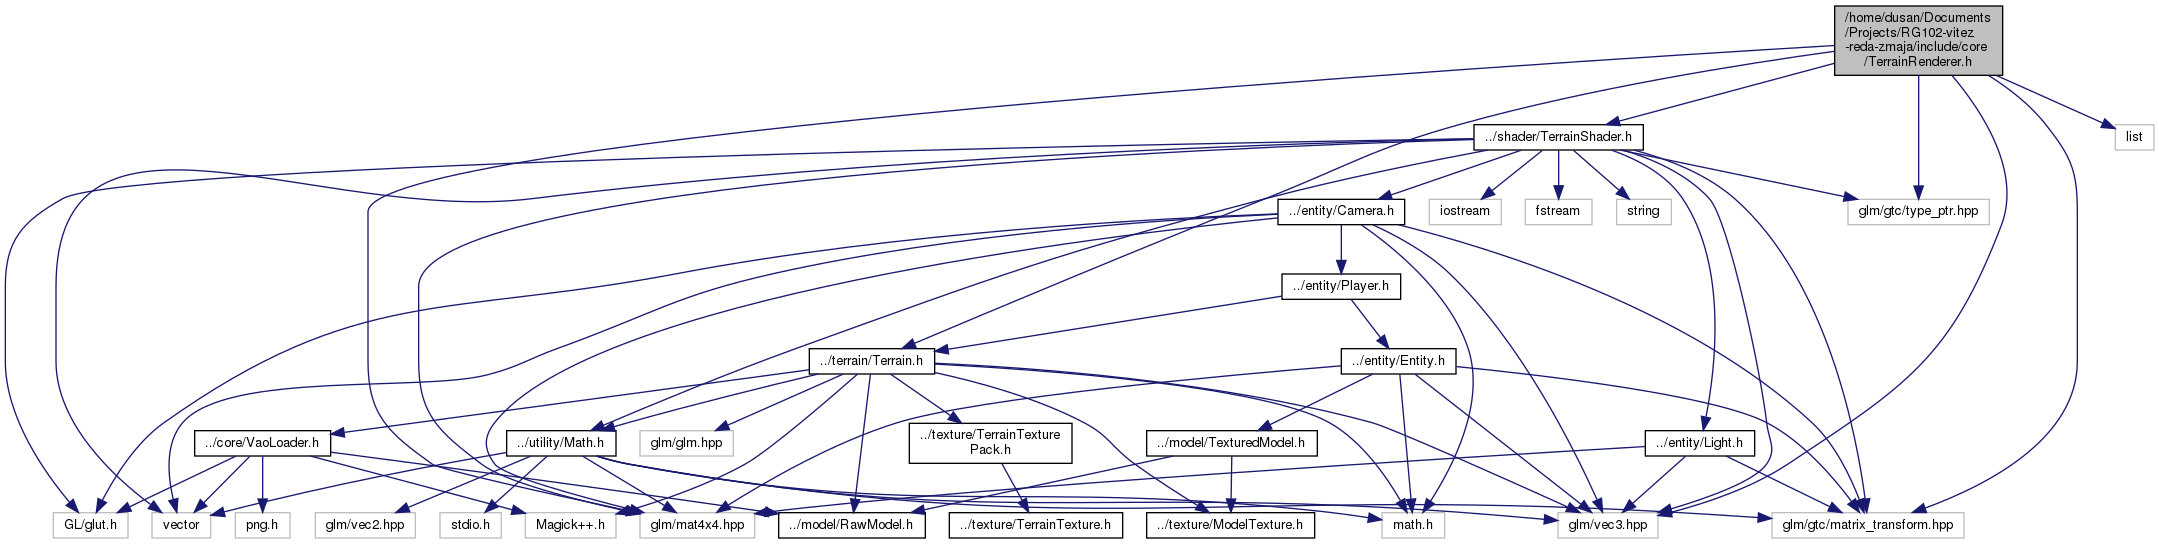 /home/dusan/Documents
/Projects/RG102-vitez
-reda-zmaja/include/core
/TerrainRenderer.h
../shader/TerrainShader.h
list
../entity/Camera.h
iostream
fstream
string
glm/gtc/type_ptr.hpp
../entity/Player.h
../terrain/Terrain.h
../entity/Entity.h
../core/VaoLoader.h
../utility/Math.h
glm/glm.hpp
../texture/TerrainTexture
Pack.h
../model/TexturedModel.h
../entity/Light.h
GL/glut.h
vector
png.h
glm/vec2.hpp
stdio.h
Magick++.h
glm/mat4x4.hpp
../model/RawModel.h
../texture/TerrainTexture.h
../texture/ModelTexture.h
math.h
glm/vec3.hpp
glm/gtc/matrix_transform.hpp